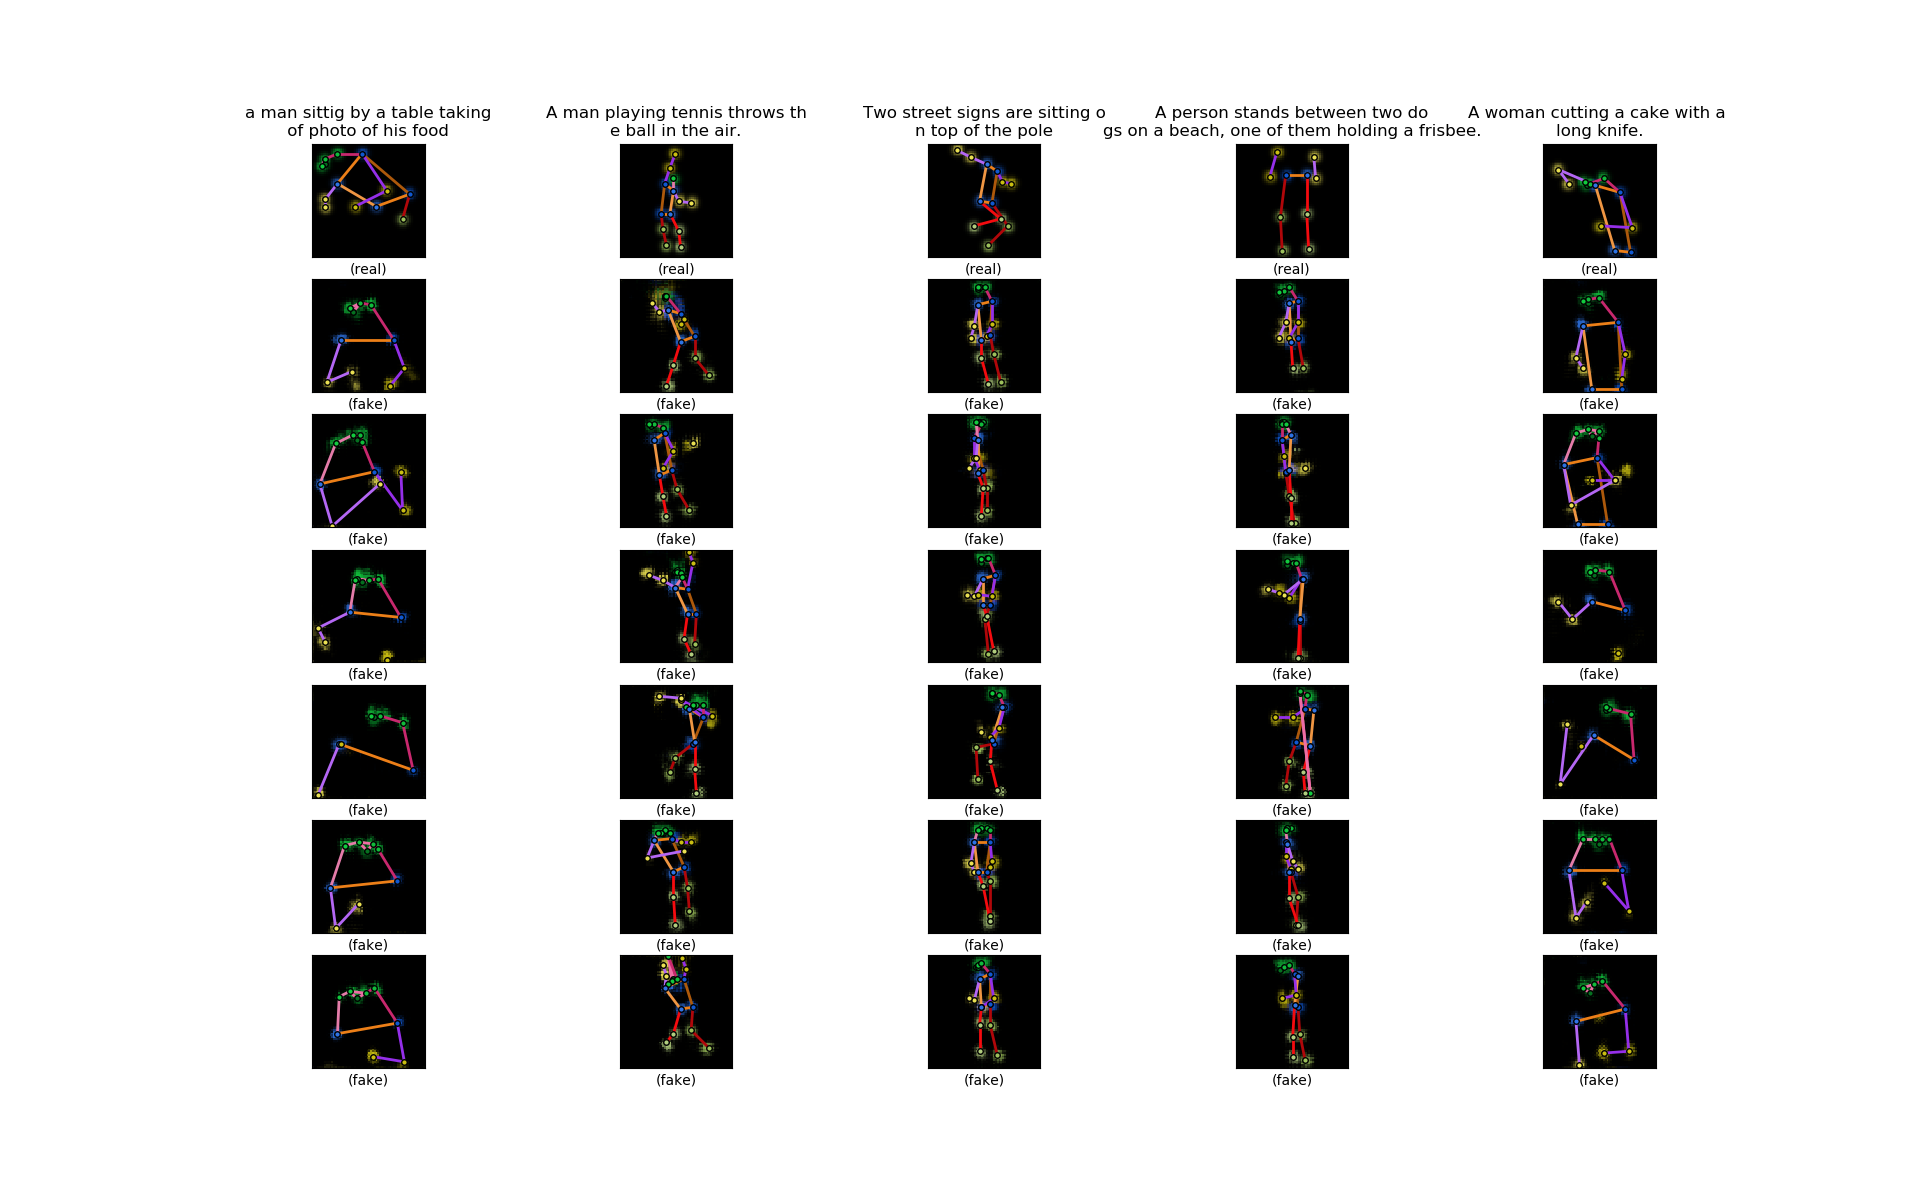 a man sittig by a table taking
of photo of his food
A man playing tennis throws th
e ball in the air.
Two street signs are sitting o
n top of the pole
A person stands between two do
gs on a beach, one of them holding a frisbee.
A woman cutting a cake with a
long knife.
(real) (real) (real) (real) (real)
(fake) (fake) (fake) (fake) (fake)
(fake) (fake) (fake) (fake) (fake)
(fake) (fake) (fake) (fake) (fake)
(fake) (fake) (fake) (fake) (fake)
(fake) (fake) (fake) (fake) (fake)
(fake) (fake) (fake) (fake) (fake)